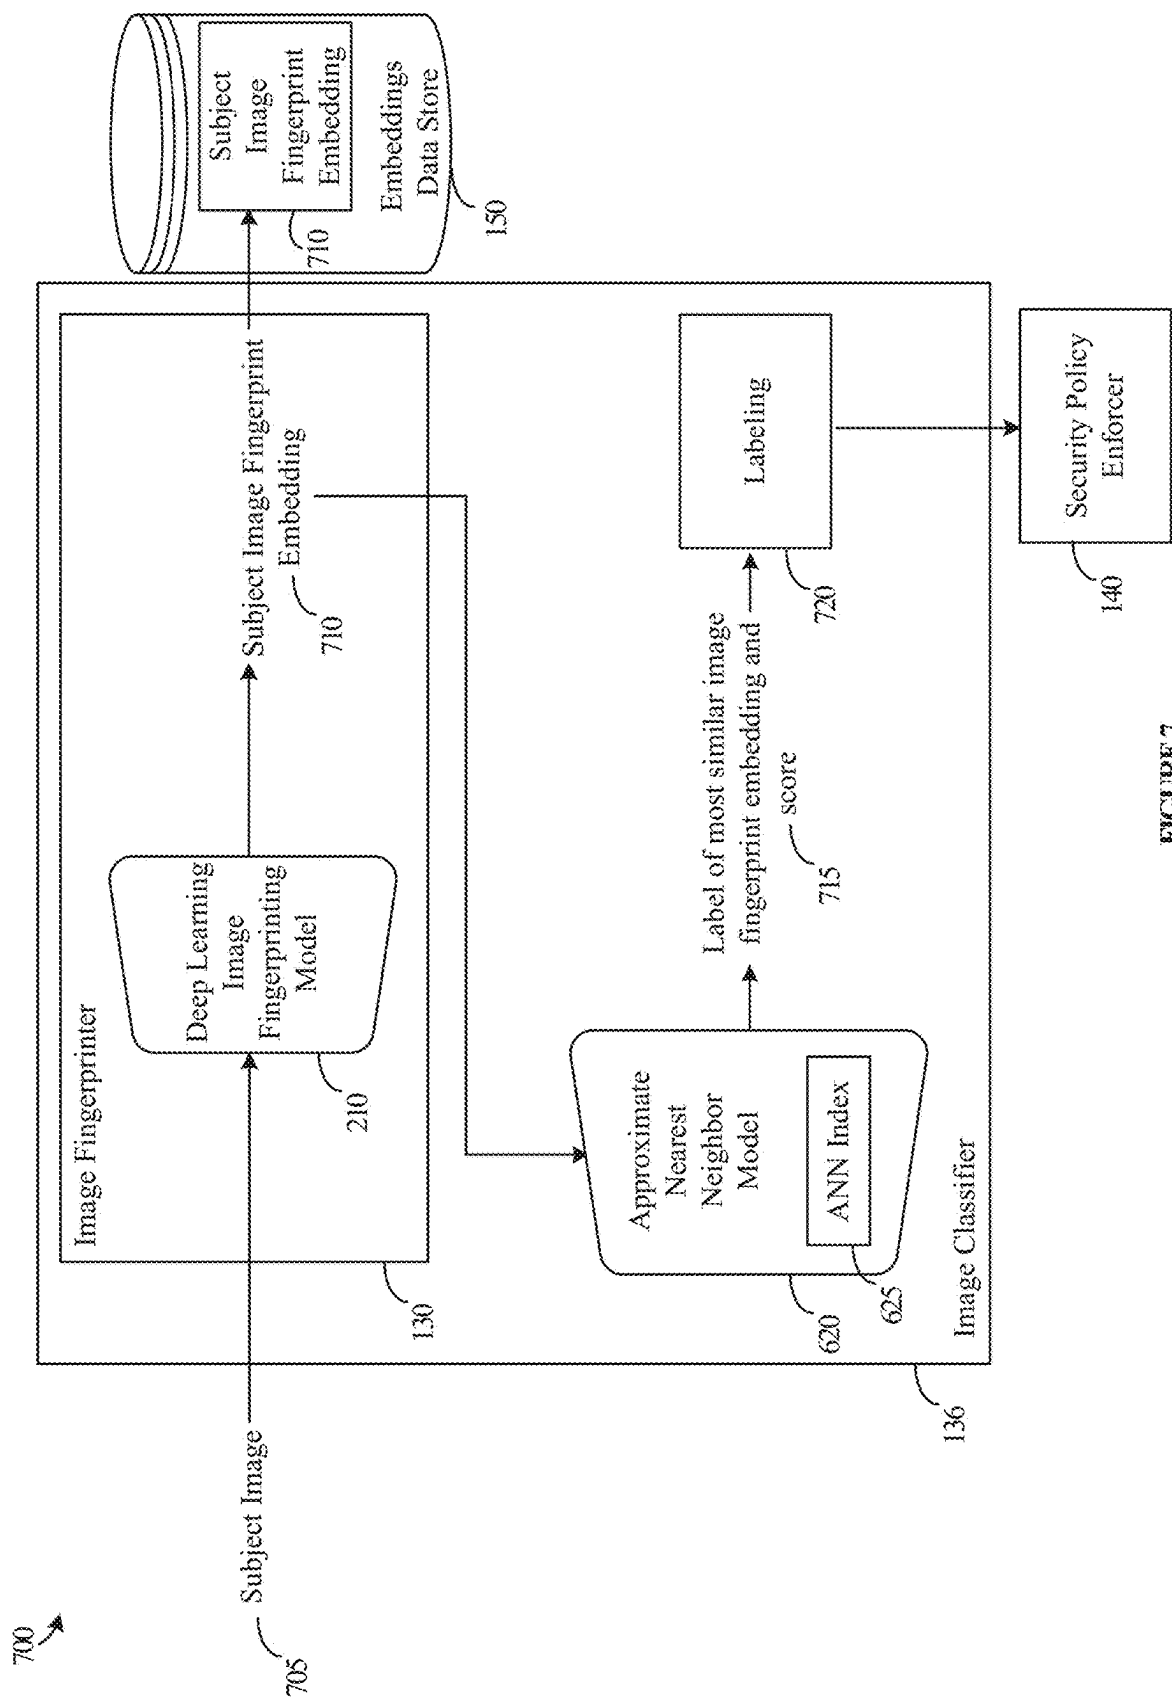 700
Subject Image
705
Image Fingerprinter
Deep Learning
Image
Fingerprinting
Model
210
Subject Image Fingerprint
Embedding
710
130
Subject
Image
Fingerprint
Embedding
710
Embeddings
Data Store
150
Approximate
Nearest
Neighbor
Model
ANN Index
625
620
Label of most similar image
fingerprint embedding and
score
715
Labeling
720
Image Classifier
136
Security Policy
Enforcer
140
FIGURE 7